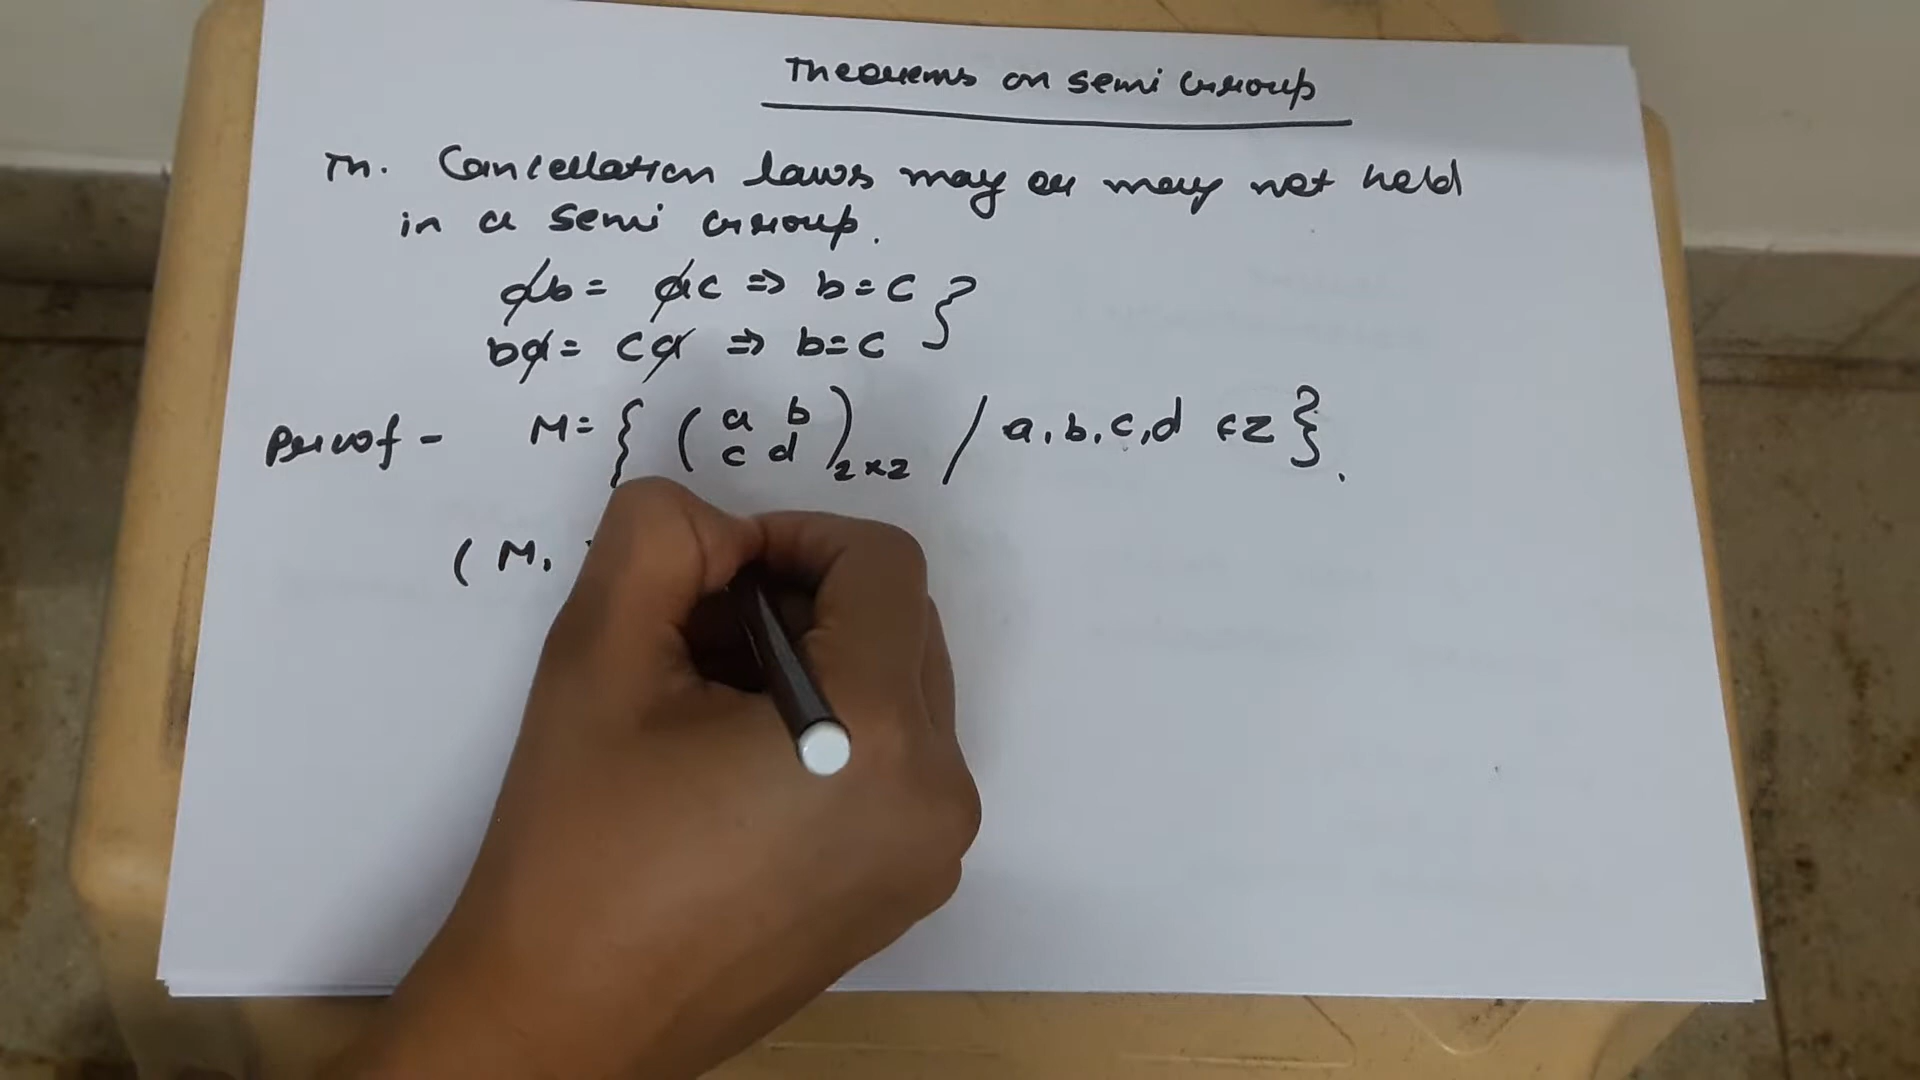 Theorems on semi Group
Th. Cancellation laws may or may not hold
in a semi group.
ab = ac ⇒ b = c }
ba = ca ⇒ b = c
Proof - M = { ( a b
c d )2×2 / a, b, c, d ∈ Z }.
( M,